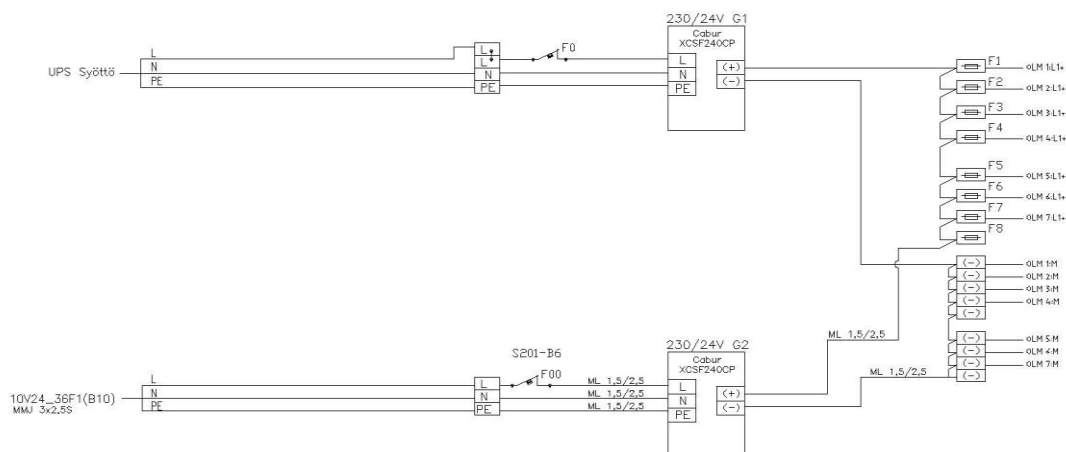 230/24V G1
Cabur
XCSF240CP
UPS Syöttö
L
N
PE
L
L
N
PE
F0
L
N
PE
(+)
(-)
F1
OLM 1:L1+
F2
OLM 2:L1+
F3
OLM 3:L1+
F4
OLM 4:L1+
F5
OLM 5:L1+
F6
OLM 6:L1+
F7
OLM 7:L1+
F8
(-) OLM 1:M
(-) OLM 2:M
(-) OLM 3:M
(-) OLM 4:M
(-)
(-) OLM 5:M
(-) OLM 6:M
(-) OLM 7:M
(-)
ML 1,5/2,5
ML 1,5/2,5
230/24V G2
Cabur
XCSF240CP
S201-B6
F00
10V24_36F1(B10)
MMJ 3x2,5S
L
N
PE
L
N
PE
ML 1,5/2,5
ML 1,5/2,5
ML 1,5/2,5
L
N
PE
(+)
(-)